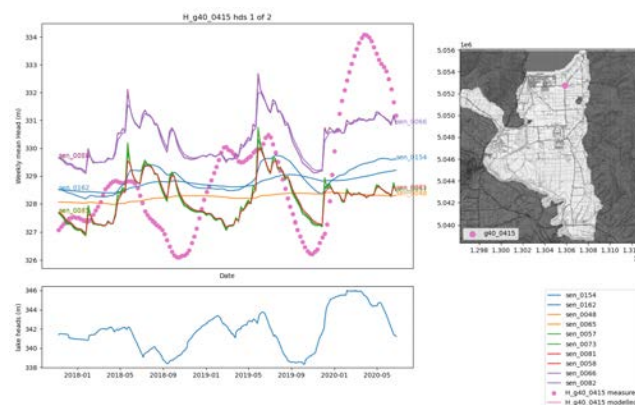 H_g40_0415 hds 1 of 2
Weekly mean Head (m)
334
333
332
331
330
329
328
327
326
sen_0066
sen_0154
sen_0162
sen_0048
Date
lake heads (m)
346
344
342
340
338
2018-01
2018-05
2018-09
2019-01
2019-05
2019-09
2020-01
2020-05
1e6
5.056
5.054
5.052
5.050
5.048
5.046
5.044
5.042
5.040
1.298
1.300
1.302
1.304
1.306
1.308
1.310
1.312
g40_0415
sen_0154
sen_0162
sen_0048
sen_0065
sen_0057
sen_0073
sen_0081
sen_0058
sen_0066
sen_0082
H_g40_0415 measure
H_g40_0415 modelled